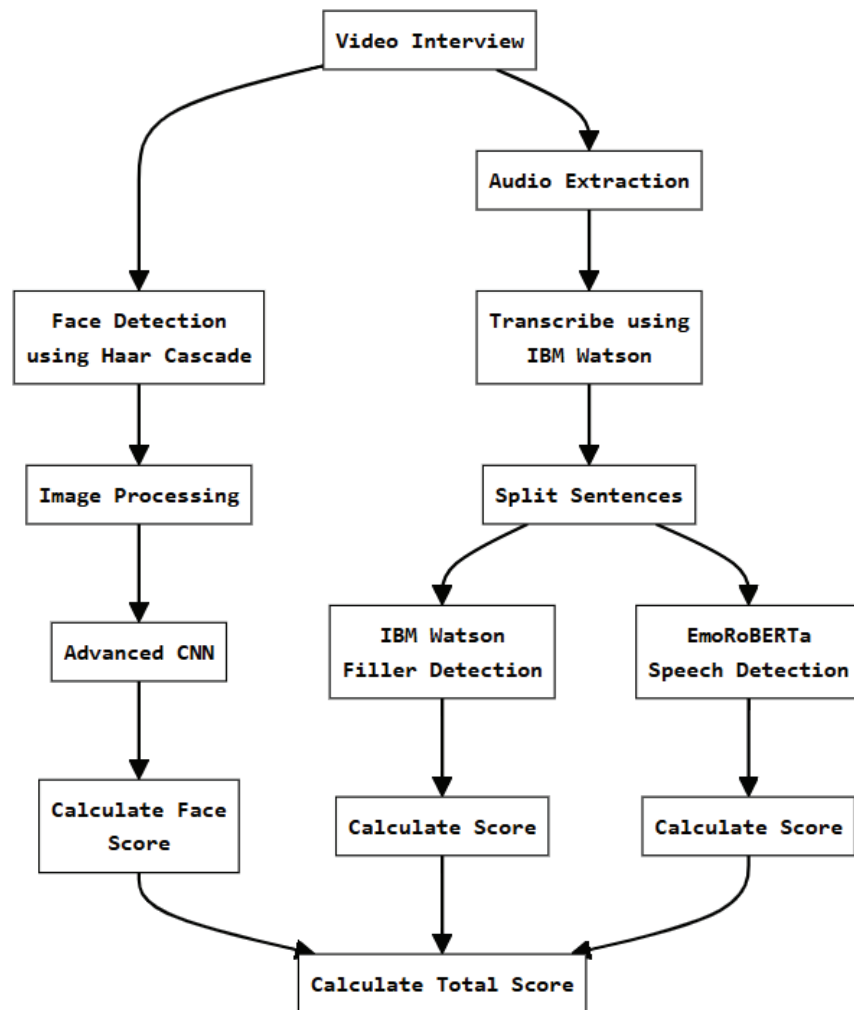 Video Interview
Audio Extraction
Face Detection
using Haar Cascade
Transcribe using
IBM Watson
Image Processing
Split Sentences
Advanced CNN
IBM Watson
Filler Detection
EmoRoBERTa
Speech Detection
Calculate Face
Score
Calculate Score
Calculate Score
Calculate Total Score